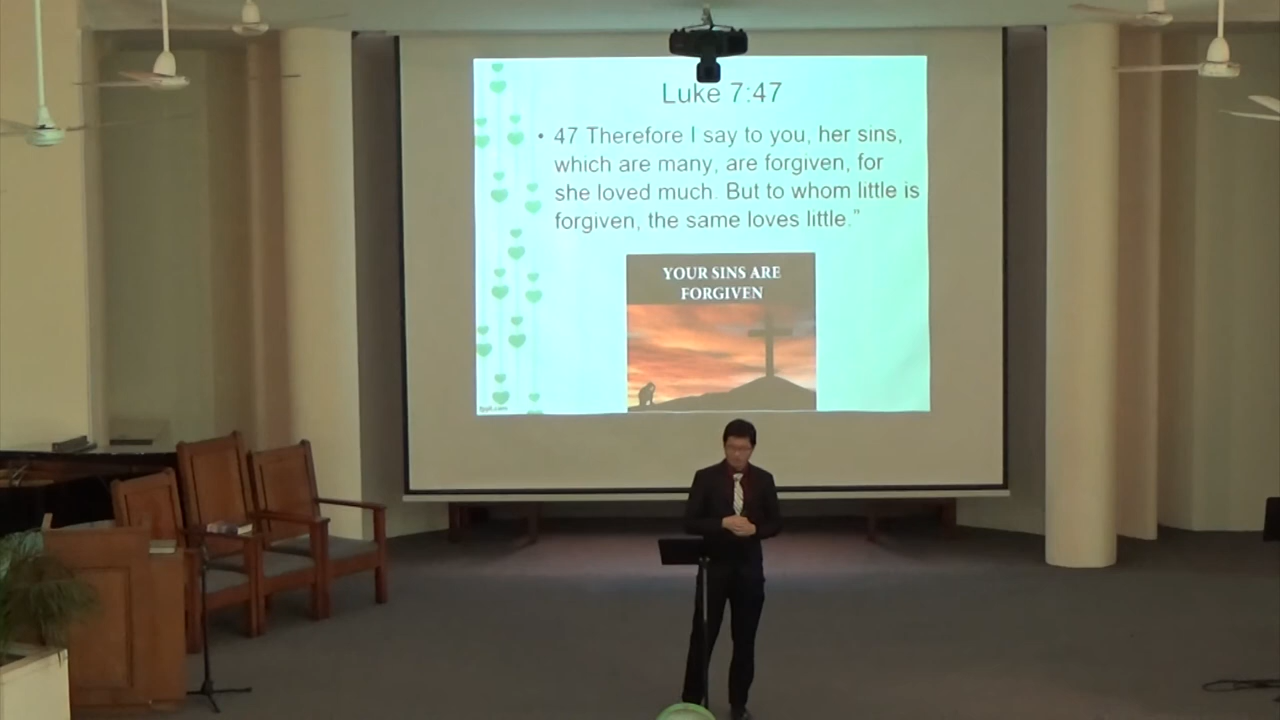 Luke 7:47
• 47 Therefore I say to you, her sins,
which are many, are forgiven, for
she loved much. But to whom little is
forgiven, the same loves little.”
YOUR SINS ARE
FORGIVEN